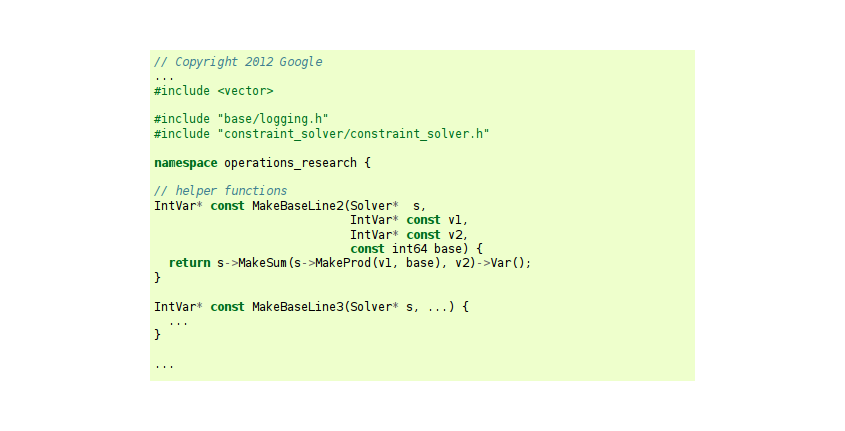 // Copyright 2012 Google
...
#include <vector>
#include "base/logging.h"
#include "constraint_solver/constraint_solver.h"
namespace operations_research {
// helper functions
IntVar* const MakeBaseLine2(Solver*  s,
                            IntVar* const v1,
                            IntVar* const v2,
                            const int64 base) {
  return s->MakeSum(s->MakeProd(v1, base), v2)->Var();
}
IntVar* const MakeBaseLine3(Solver* s, ...) {
  ...
}
...